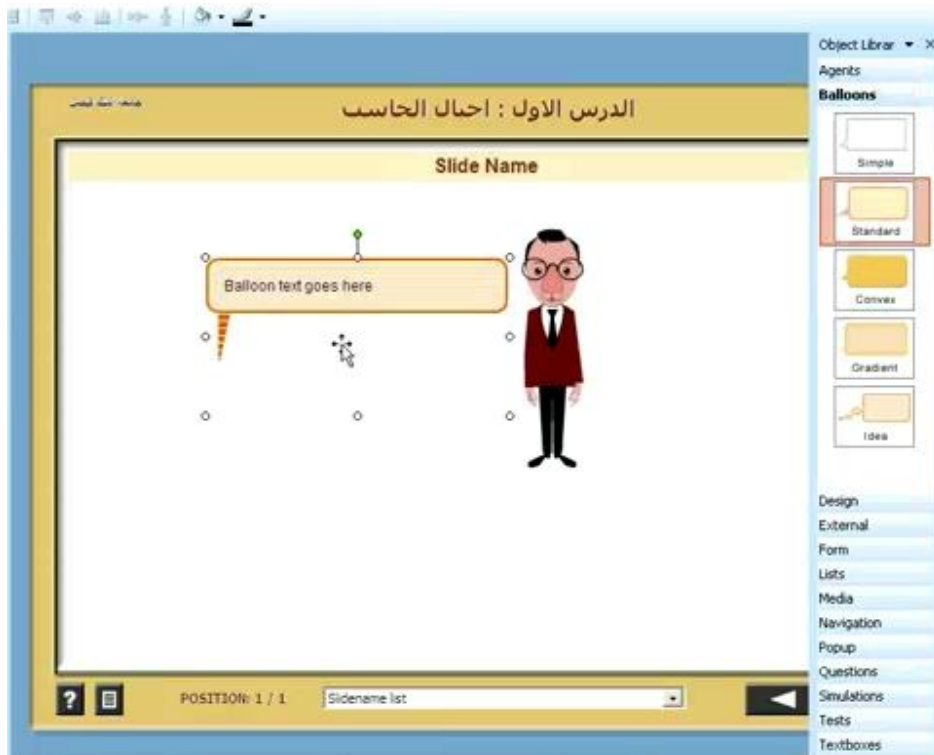 Object Librar
Agents
Balloons
Simple
Standard
Convex
Gradient
Idea
Design
External
Form
Lists
Media
Navigation
Popup
Questions
Simulations
Tests
Textboxes
الدرس الاول : اجيال الحاسب
Slide Name
Balloon text goes here
?
POSITION: 1 / 1
Slidename list